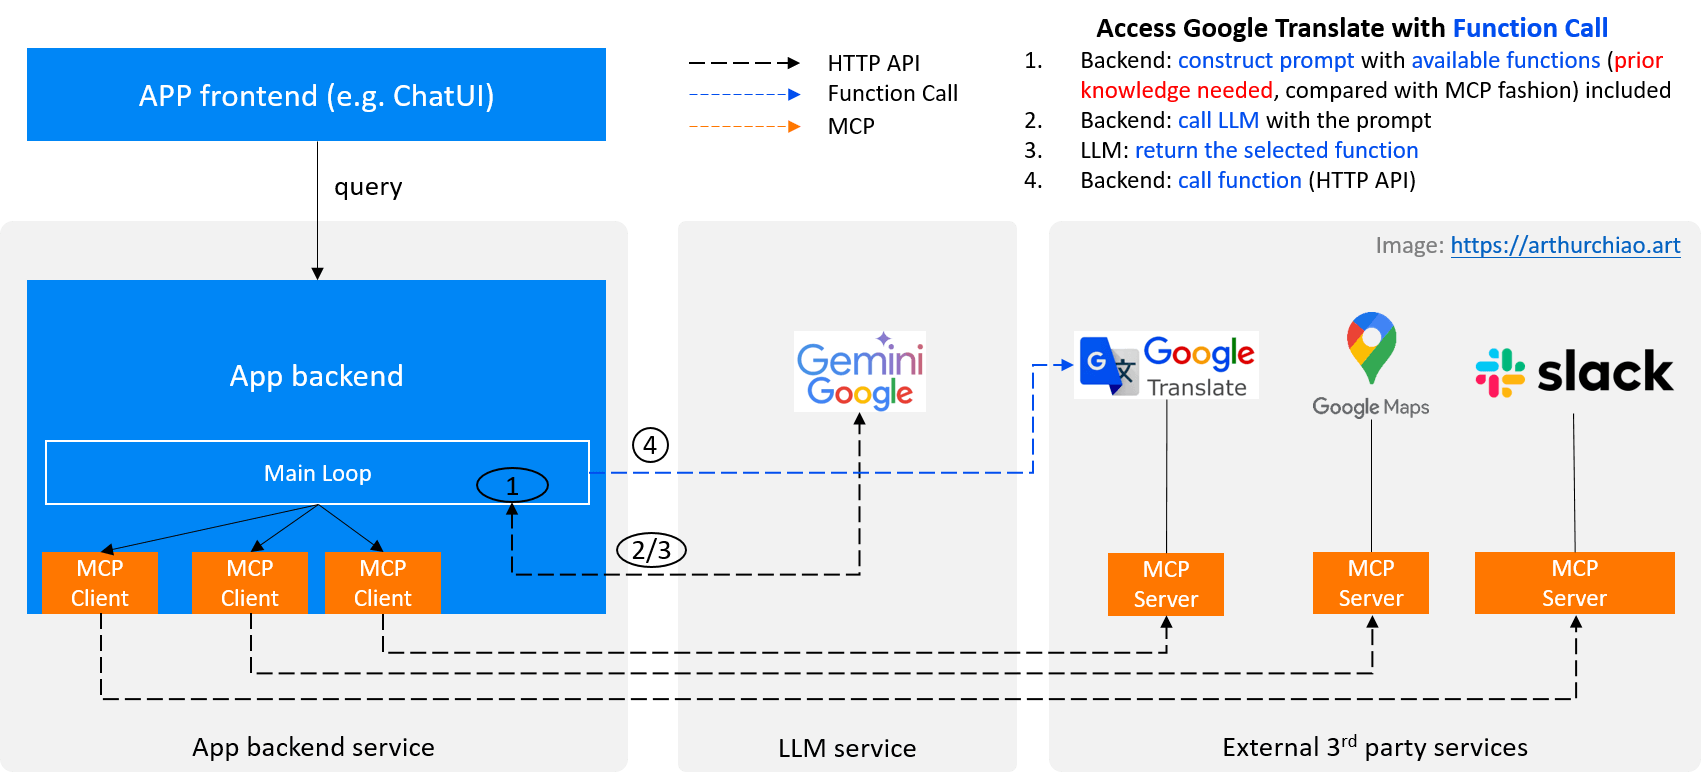 Access Google Translate with Function Call
1. Backend: construct prompt with available functions (prior
knowledge needed, compared with MCP fashion) included
2. Backend: call LLM with the prompt
3. LLM: return the selected function
4. Backend: call function (HTTP API)
HTTP API
Function Call
MCP
APP frontend (e.g. ChatUI)
query
Image: https://arthurchiao.art
App backend
Main Loop
1
4
2/3
MCP
Client
MCP
Client
MCP
Client
Gemini
Google
G 文
Google
Translate
Google Maps
slack
MCP
Server
MCP
Server
MCP
Server
App backend service
LLM service
External 3rd party services